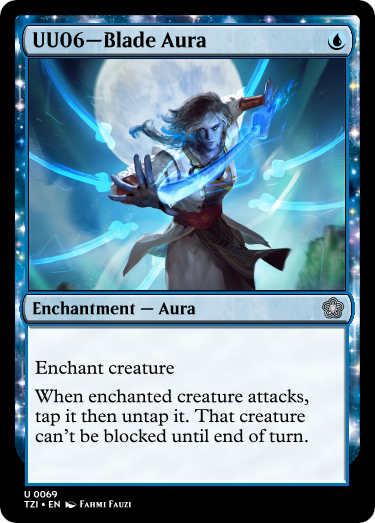 UU06—Blade Aura
Enchantment — Aura
Enchant creature
When enchanted creature attacks,
tap it then untap it. That creature
can't be blocked until end of turn.
U 0069
TZI • EN Fahmi Fauzi